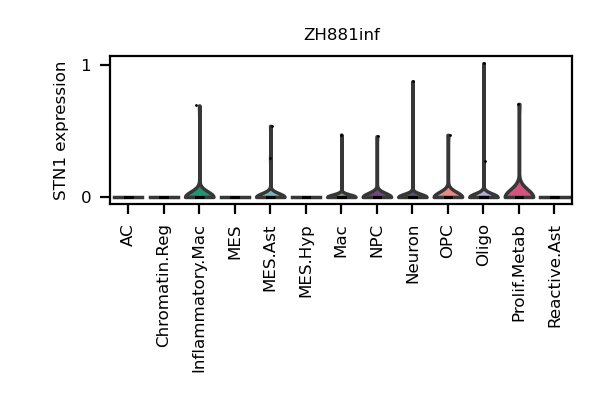 ZH881inf
STN1 expression
1
0
AC
Chromatin.Reg
Inflammatory.Mac
MES
MES.Ast
MES.Hyp
Mac
NPC
Neuron
OPC
Oligo
Prolif.Metab
Reactive.Ast